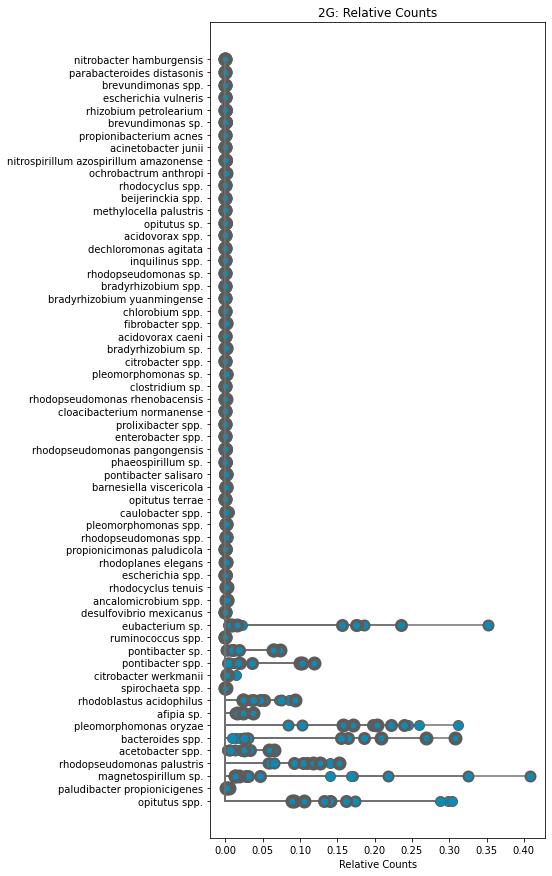 2G: Relative Counts
nitrobacter hamburgensis
parabacteroides distasonis
brevundimonas spp.
escherichia vulneris
rhizobium petrolearium
brevundimonas sp.
propionibacterium acnes
acinetobacter junii
nitrospirillum azospirillum amazonense
ochrobactrum anthropi
rhodocyclus spp.
beijerinckia spp.
methylocella palustris
opitutus sp.
acidovorax spp.
dechloromonas agitata
inquilinus spp.
rhodopseudomonas sp.
bradyrhizobium spp.
bradyrhizobium yuanmingense
chlorobium spp.
fibrobacter spp.
acidovorax caeni
bradyrhizobium sp.
citrobacter spp.
pleomorphomonas sp.
clostridium sp.
rhodopseudomonas rhenobacensis
cloacibacterium normanense
prolixibacter spp.
enterobacter spp.
rhodopseudomonas pangongensis
phaeospirillum sp.
pontibacter salisaro
barnesiella viscericola
opitutus terrae
caulobacter spp.
pleomorphomonas spp.
rhodopseudomonas spp.
propionicimonas paludicola
rhodoplanes elegans
escherichia spp.
rhodocyclus tenuis
ancalomicrobium spp.
desulfovibrio mexicanus
eubacterium sp.
ruminococcus spp.
pontibacter sp.
pontibacter spp.
citrobacter werkmanii
spirochaeta spp.
rhodoblastus acidophilus
afipia sp.
pleomorphomonas oryzae
bacteroides spp.
acetobacter spp.
rhodopseudomonas palustris
magnetospirillum sp.
paludibacter propionicigenes
opitutus spp.
0.00 0.05 0.10 0.15 0.20 0.25 0.30 0.35 0.40
Relative Counts